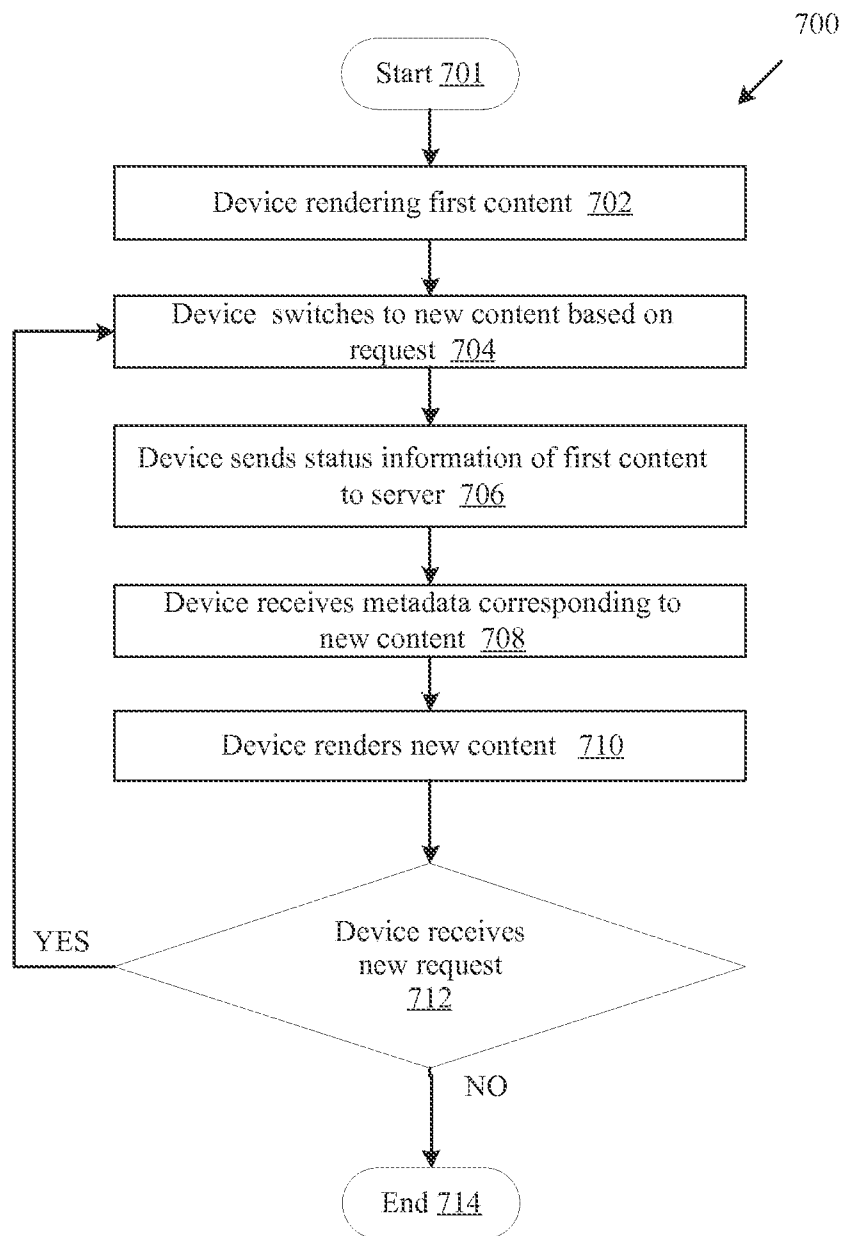 700
Start 701
Device rendering first content 702
Device switches to new content based on
request 704
Device sends status information of first content
to server 706
Device receives metadata corresponding to
new content 708
Device renders new content 710
Device receives
new request
712
YES
NO
End 714